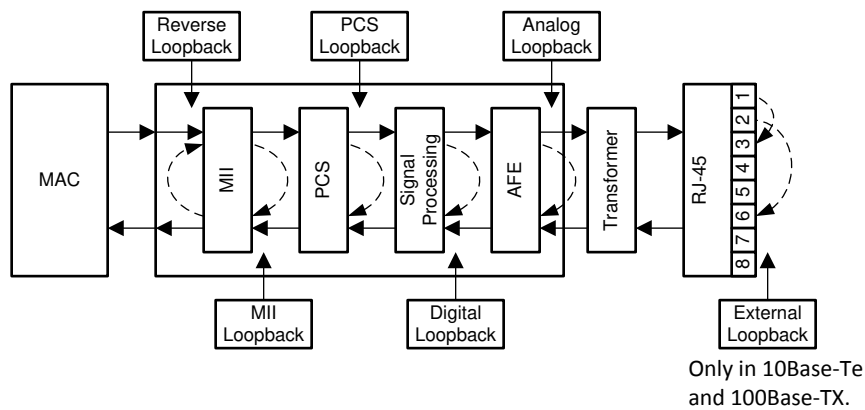 Reverse
Loopback
PCS
Loopback
Analog
Loopback
MAC
MII
PCS
Signal
Processing
AFE
Transformer
RJ-45
1
2
3
4
5
6
7
8
MII
Loopback
Digital
Loopback
External
Loopback
Only in 10Base-Te
and 100Base-TX.